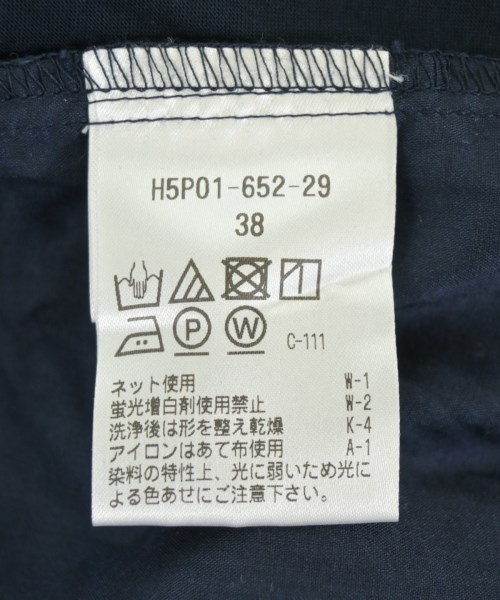 H5P01-652-29
38
P W C-111
ネット使用 W-1
蛍光増白剤使用禁止 W-2
洗浄後は形を整え乾燥 K-4
アイロンはあて布使用 A-1
染料の特性上、光に弱いため光に
よる色あせにご注意下さい。